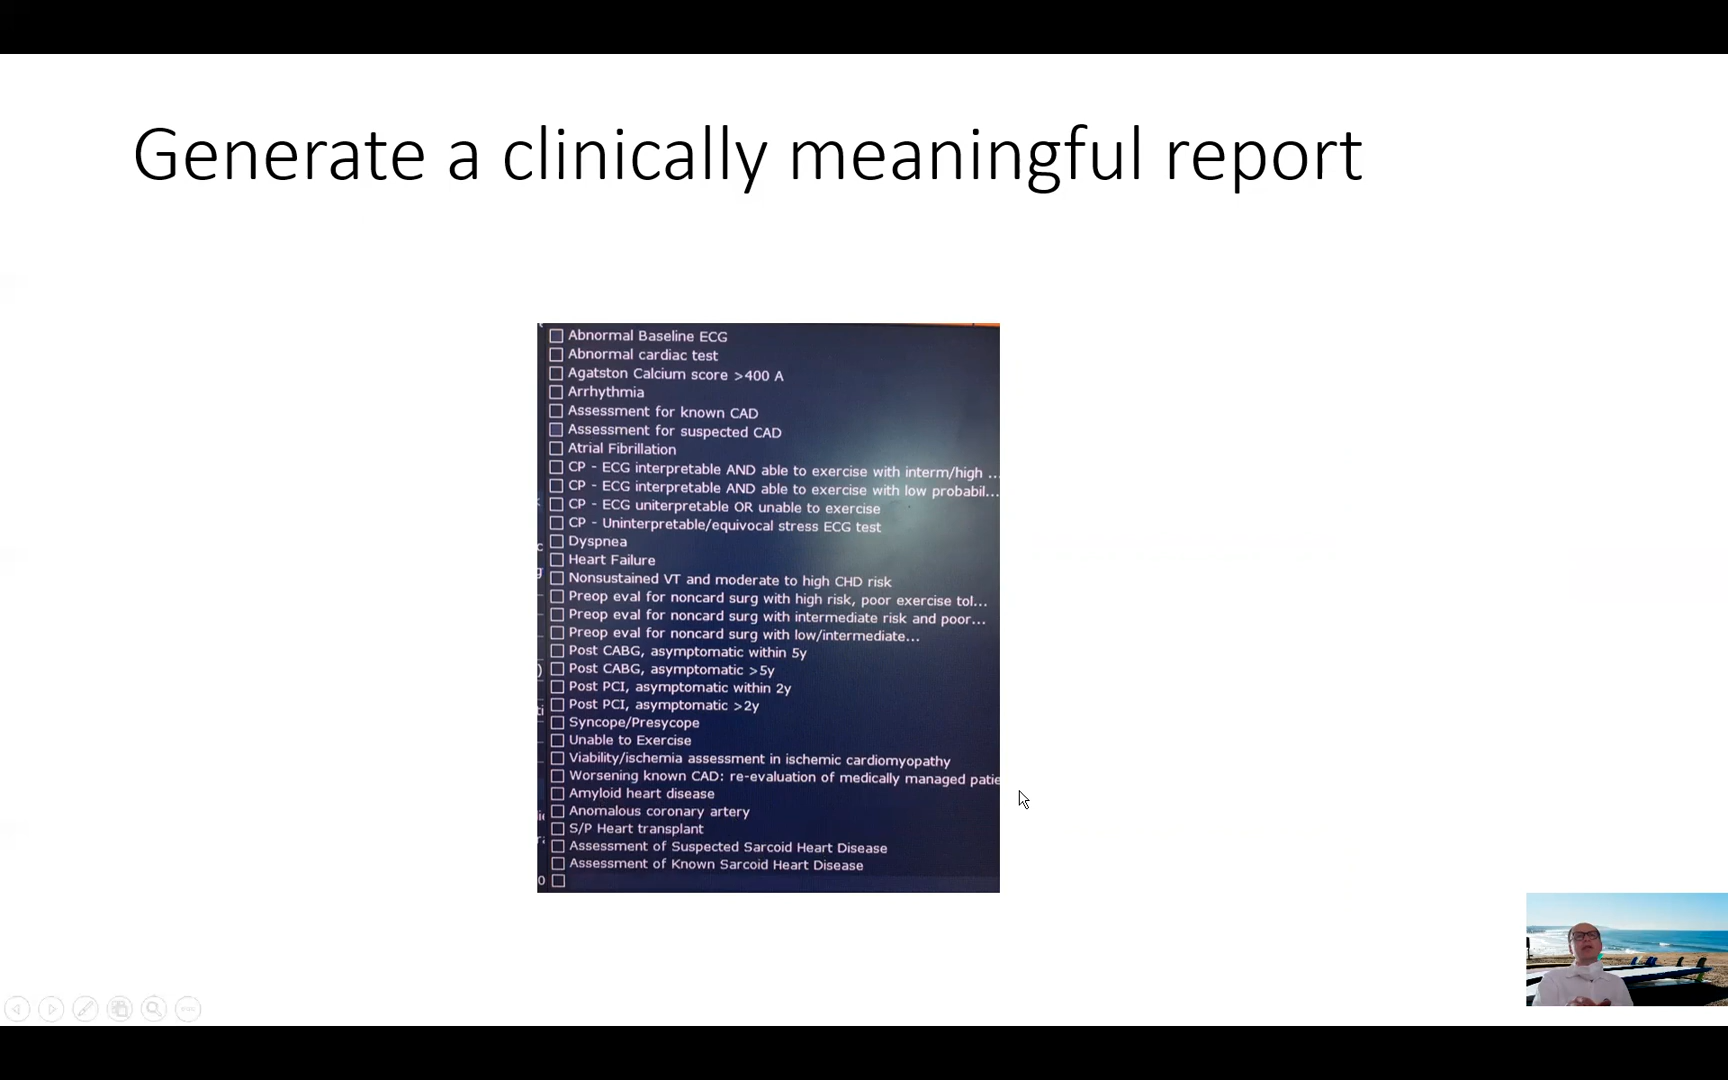 Generate a clinically meaningful report
Abnormal Baseline ECG
Abnormal cardiac test
Agatston Calcium score >400 A
Arrhythmia
Assessment for known CAD
Assessment for suspected CAD
Atrial Fibrillation
CP - ECG interpretable AND able to exercise with interm/high ...
CP - ECG interpretable AND able to exercise with low probabil...
CP - ECG uniterpretable OR unable to exercise
CP - Uninterpretable/equivocal stress ECG test
Dyspnea
Heart Failure
Nonsustained VT and moderate to high CHD risk
Preop eval for noncard surg with high risk, poor exercise tol...
Preop eval for noncard surg with intermediate risk and poor...
Preop eval for noncard surg with low/intermediate...
Post CABG, asymptomatic within 5y
Post CABG, asymptomatic >5y
Post PCI, asymptomatic within 2y
Post PCI, asymptomatic >2y
Syncope/Presycope
Unable to Exercise
Viability/ischemia assessment in ischemic cardiomyopathy
Worsening known CAD: re-evaluation of medically managed patie
Amyloid heart disease
Anomalous coronary artery
S/P Heart transplant
Assessment of Suspected Sarcoid Heart Disease
Assessment of Known Sarcoid Heart Disease